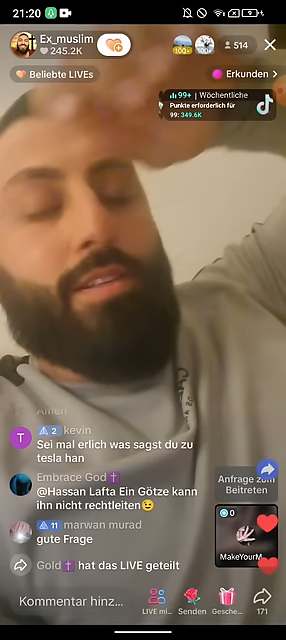 21:20
Ex_muslim
245.2K
100+
514
Beliebte LIVEs
Erkunden >
99+ | Wöchentliche
Punkte erforderlich für
99: 349.6K
Amen
2 kevin
T
Sei mal erlich was sagst du zu
tesla han
Embrace God
@Hassan Lafta Ein Götze kann
ihn nicht rechtleiten😉
11 marwan murad
gute Frage
Gold hat das LIVE geteilt
Anfrage zum
Beitreten
0
MakeYourM...
Kommentar hinz...
LIVE mi...
Senden
Gesche...
171